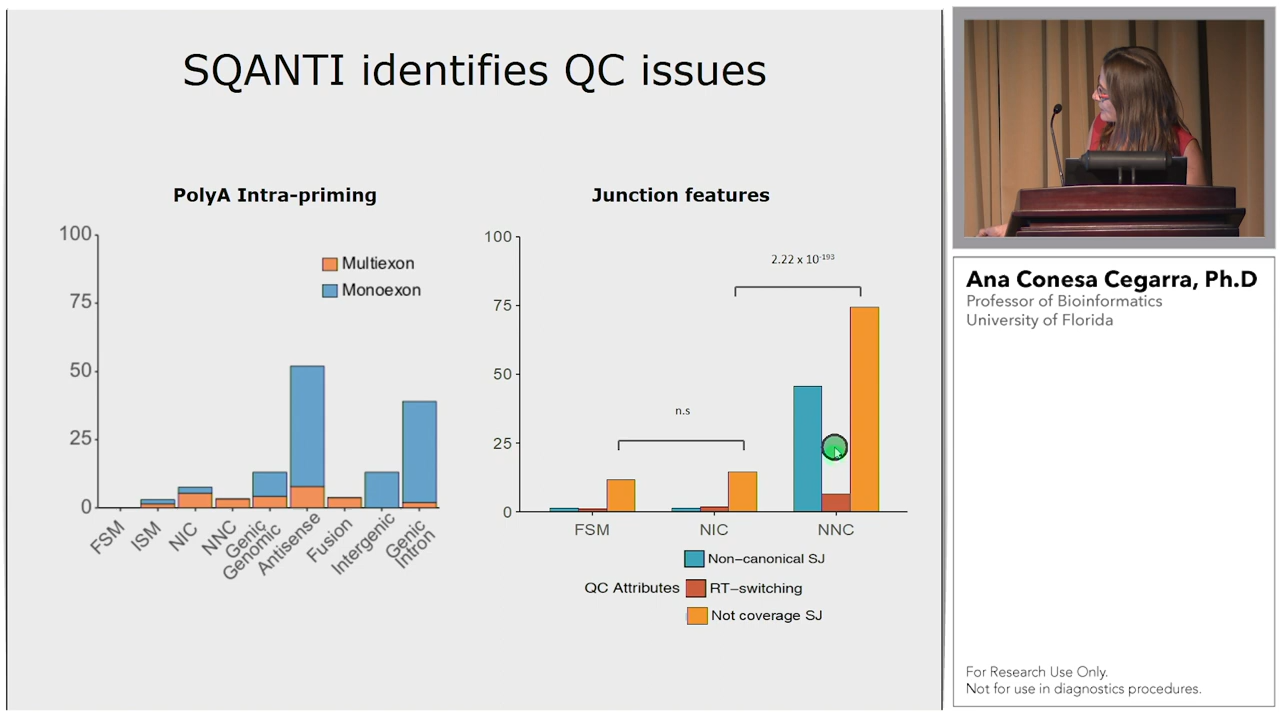 SQANTI identifies QC issues
PolyA Intra-priming
100
75
50
25
0
Multiexon
Monoexon
FSM
ISM
NIC
NNC
Genic
Genomic
Antisense
Fusion
Intergenic
Genic
Intron
Junction features
100
75
50
25
0
n.s
2.22 x 10-193
FSM
NIC
NNC
QC Attributes
Non-canonical SJ
RT-switching
Not coverage SJ
Ana Conesa Cegarra, Ph.D
Professor of Bioinformatics
University of Florida
For Research Use Only.
Not for use in diagnostics procedures.